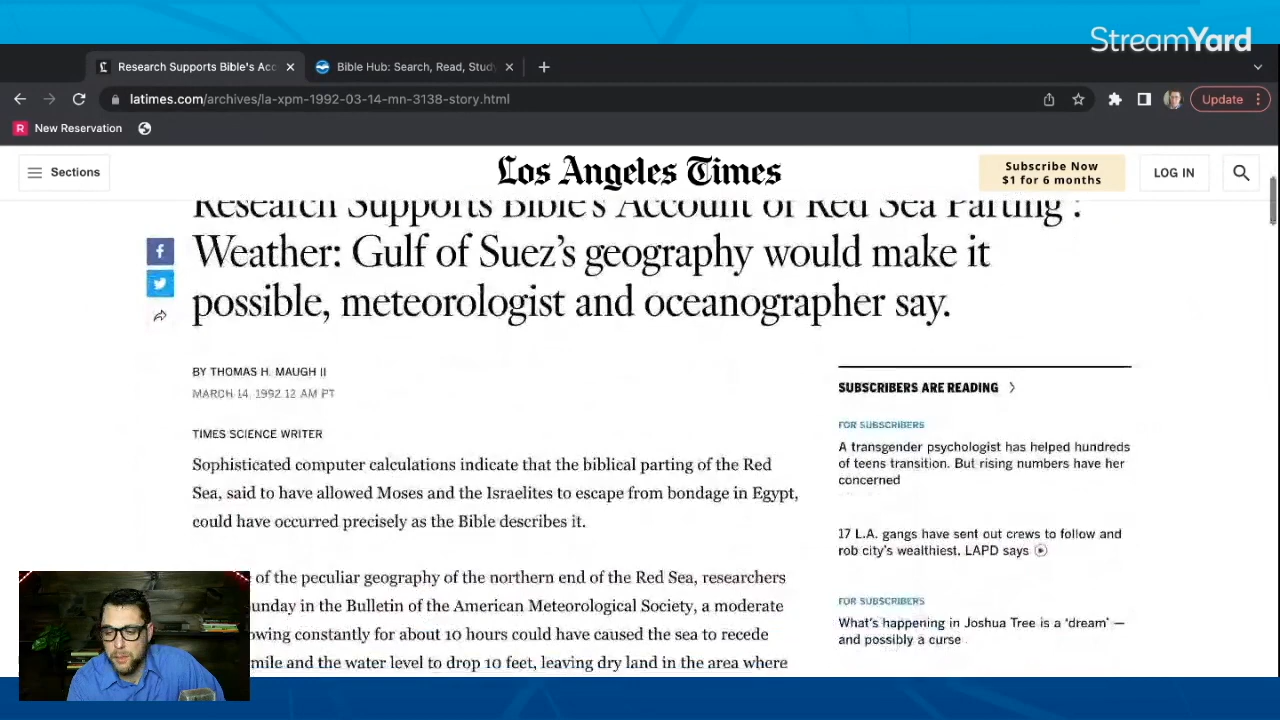 StreamYard
Research Supports Bible's Acc
Bible Hub: Search, Read, Study
latimes.com/archives/la-xpm-1992-03-14-mn-3138-story.html
Update
R New Reservation
Sections
Los Angeles Times
Subscribe Now
$1 for 6 months
LOG IN
Research Supports Bible's Account of Red Sea Parting :
Weather: Gulf of Suez's geography would make it
possible, meteorologist and oceanographer say.
BY THOMAS H. MAUGH II
MARCH 14, 1992 12 AM PT
TIMES SCIENCE WRITER
Sophisticated computer calculations indicate that the biblical parting of the Red
Sea, said to have allowed Moses and the Israelites to escape from bondage in Egypt,
could have occurred precisely as the Bible describes it.
of the peculiar geography of the northern end of the Red Sea, researchers
unday in the Bulletin of the American Meteorological Society, a moderate
owing constantly for about 10 hours could have caused the sea to recede
mile and the water level to drop 10 feet, leaving dry land in the area where
SUBSCRIBERS ARE READING
FOR SUBSCRIBERS
A transgender psychologist has helped hundreds
of teens transition. But rising numbers have her
concerned
17 L.A. gangs have sent out crews to follow and
rob city's wealthiest, LAPD says
FOR SUBSCRIBERS
What's happening in Joshua Tree is a 'dream' —
and possibly a curse